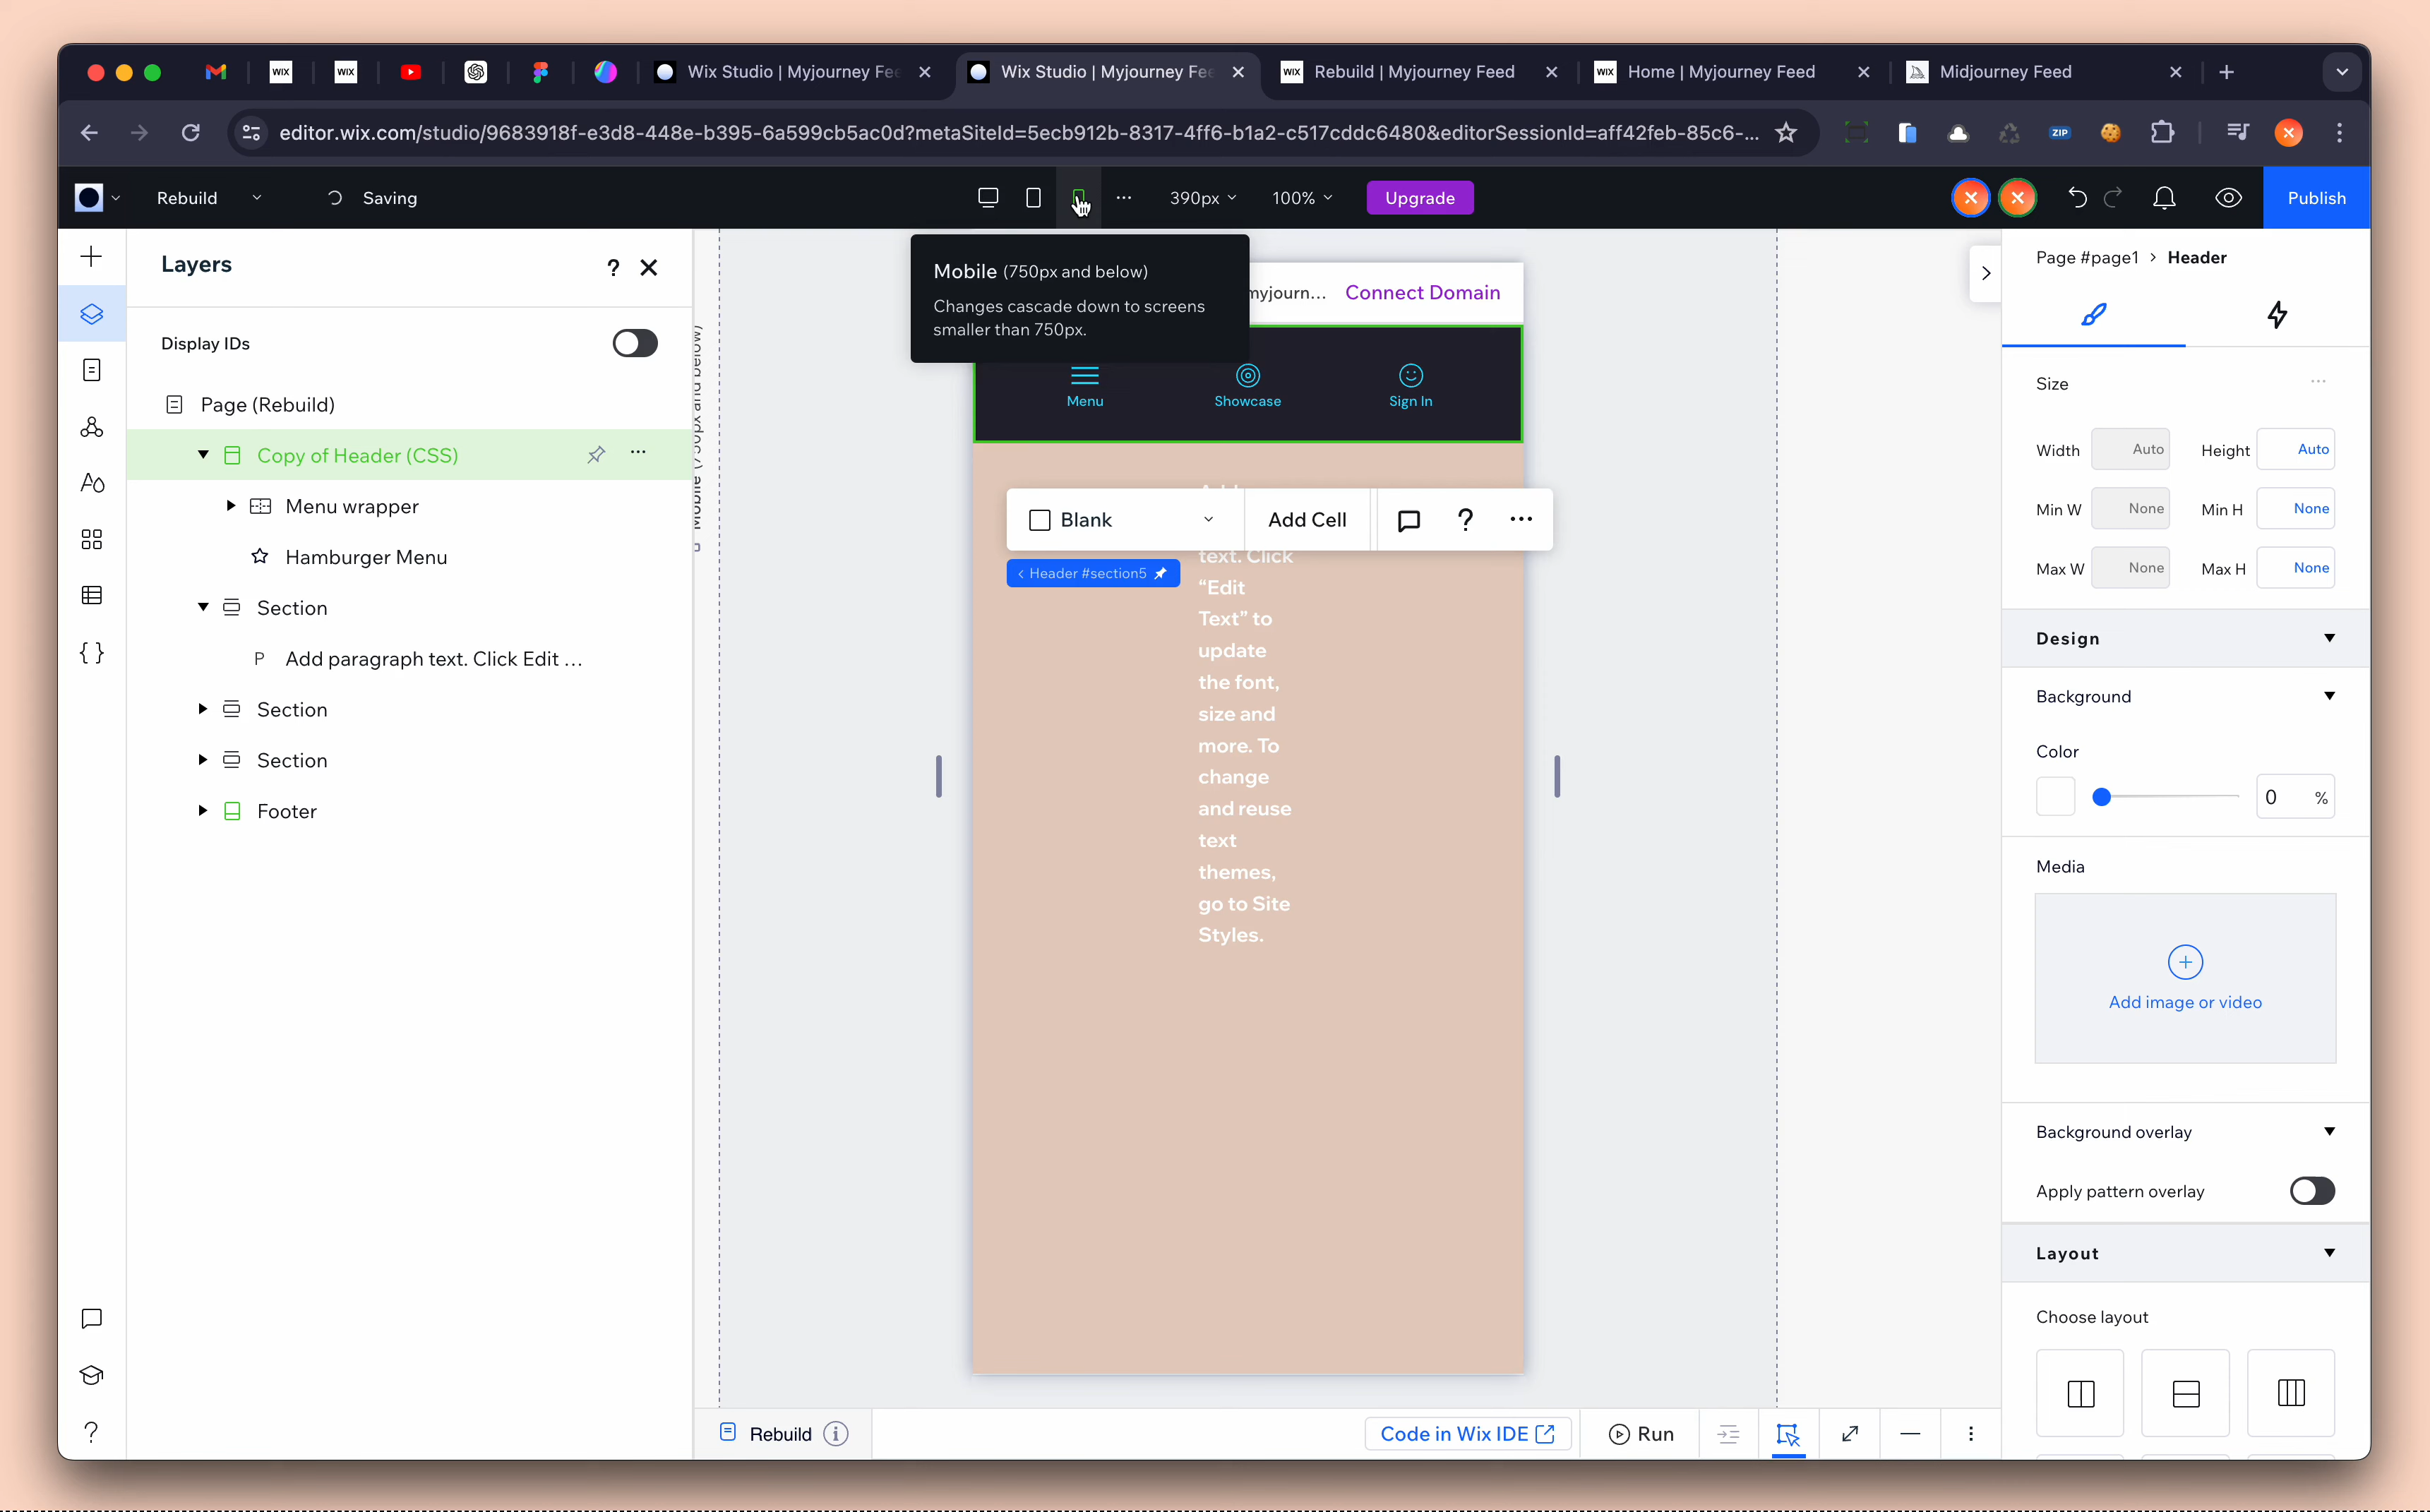 WIX
WIX
Wix Studio | Myjourney Fee
Wix Studio | Myjourney Fee
WIX
Rebuild | Myjourney Feed
WIX
Home | Myjourney Feed
Midjourney Feed
editor.wix.com/studio/9683918f-e3d8-448e-b395-6a599cb5ac0d?metaSiteId=5ecb912b-8317-4ff6-b1a2-c517cddc6480&editorSessionId=aff42feb-85c6-...
ZIP
Rebuild
Saving
390px
100%
Upgrade
Publish
Layers
?
Display IDs
Page (Rebuild)
Copy of Header (CSS)
Menu wrapper
Hamburger Menu
Section
P Add paragraph text. Click Edit ...
Section
Section
Footer
Mobile (750px and below)
Changes cascade down to screens
smaller than 750px.
myjourn...
Connect Domain
Menu
Showcase
Sign In
Blank
Add Cell
?
< Header #section5
text. Click
“Edit
Text” to
update
the font,
size and
more. To
change
and reuse
text
themes,
go to Site
Styles.
Rebuild
Code in Wix IDE
Run
Page #page1 > Header
Size
Width
Auto
Height
Auto
Min W
None
Min H
None
Max W
None
Max H
None
Design
Background
Color
0 %
Media
Add image or video
Background overlay
Apply pattern overlay
Layout
Choose layout